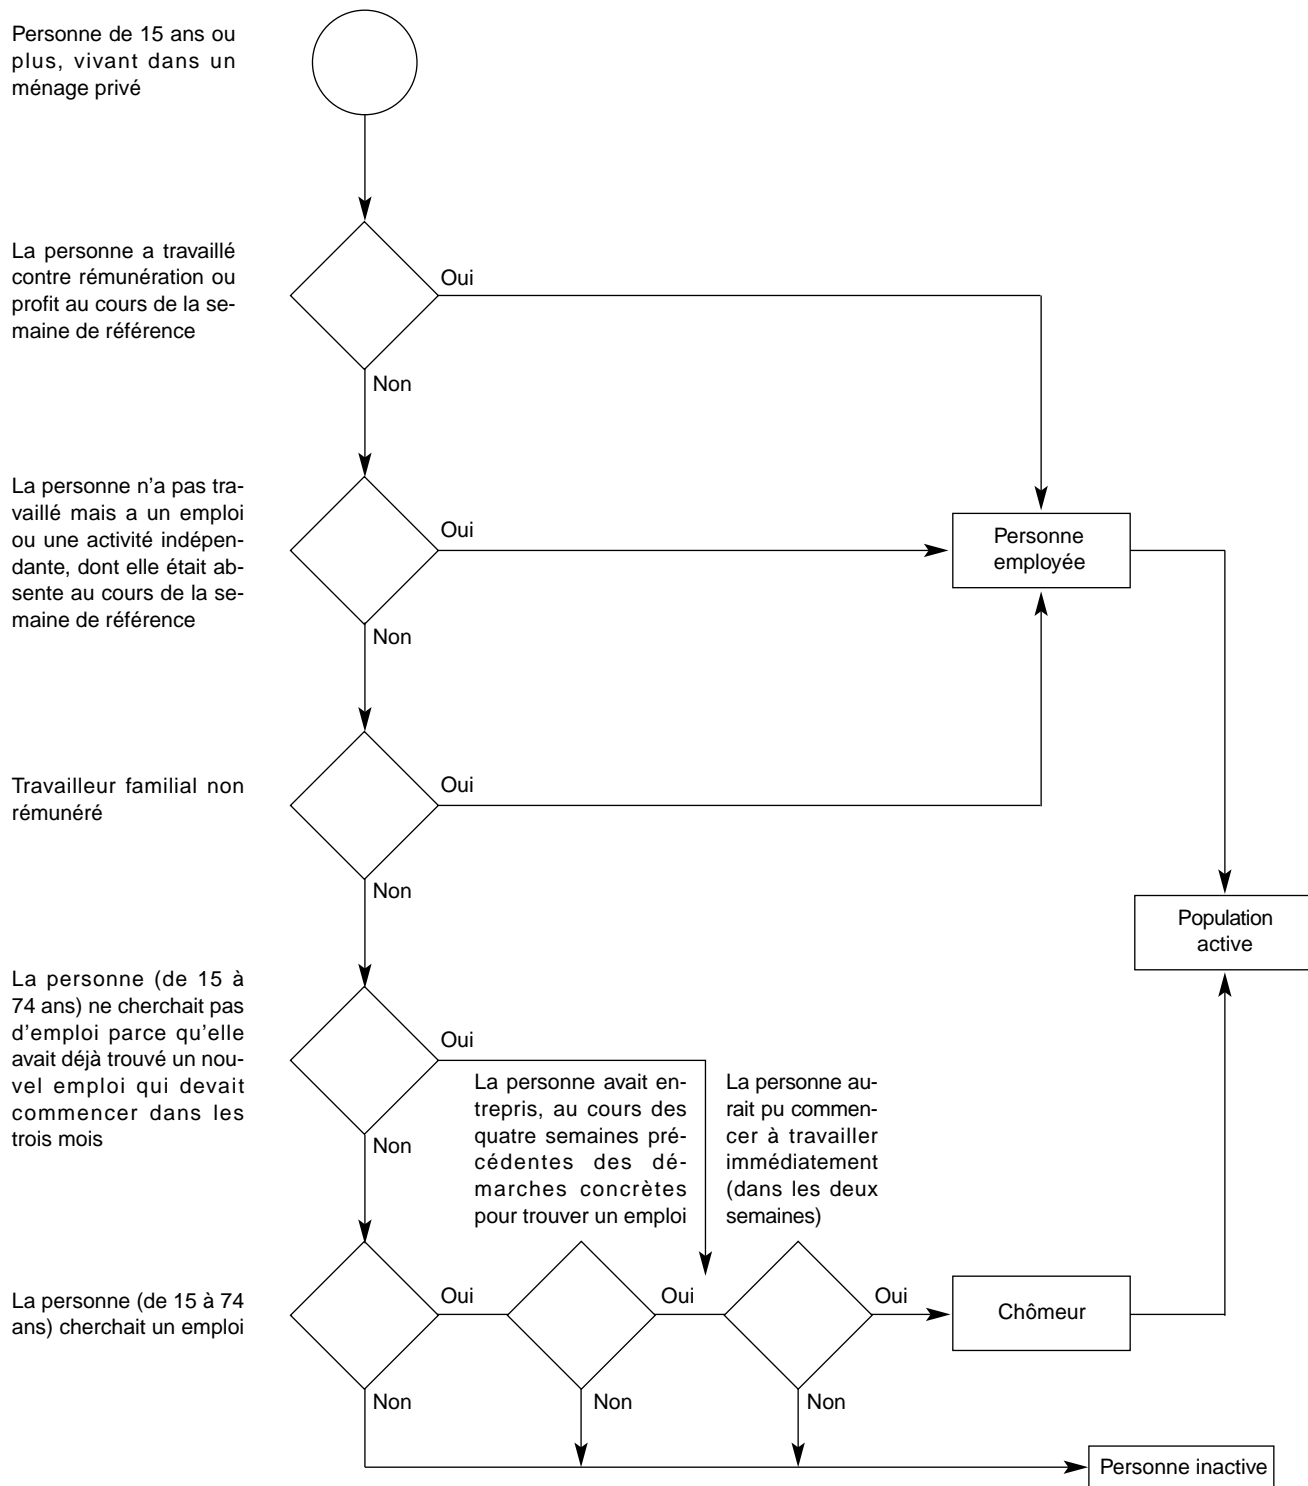 Personne de 15 ans ou
plus, vivant dans un
ménage privé
La personne a travaillé
contre rémunération ou
profit au cours de la se-
maine de référence
Oui
Non
La personne n'a pas tra-
vaillé mais a un emploi
ou une activité indépen-
dante, dont elle était ab-
sente au cours de la se-
maine de référence
Oui
Non
Personne
employée
Travailleur familial non
rémunéré
Oui
Non
Population
active
La personne (de 15 à
74 ans) ne cherchait pas
d'emploi parce qu'elle
avait déjà trouvé un nou-
vel emploi qui devait
commencer dans les
trois mois
Oui
Non
La personne avait en-
trepris, au cours des
quatre semaines pré-
cédentes des dé-
marches concrètes
pour trouver un emploi
La personne au-
rait pu commen-
cer à travailler
immédiatement
(dans les deux
semaines)
La personne (de 15 à 74
ans) cherchait un emploi
Oui
Oui
Oui
Chômeur
Non
Non
Non
Personne inactive